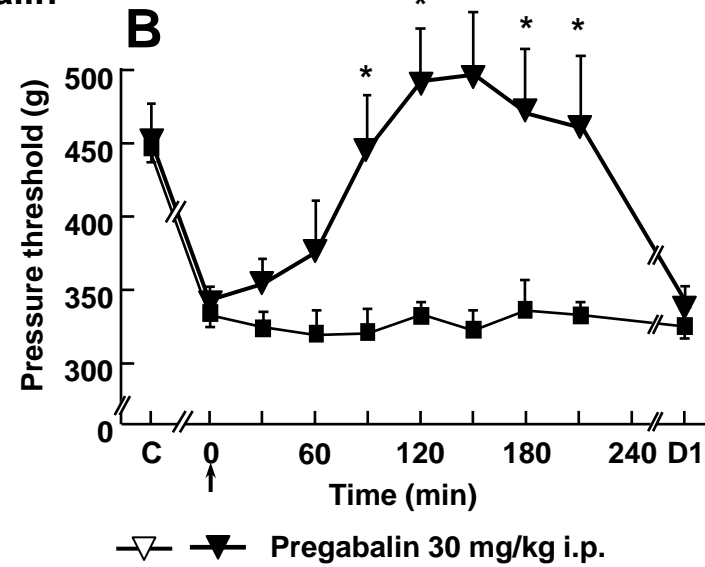 B
*
* * *
500
450
400
350
300
0
Pressure threshold (g)
C 0 60 120 180 240 D1
Time (min)
Pregabalin 30 mg/kg i.p.